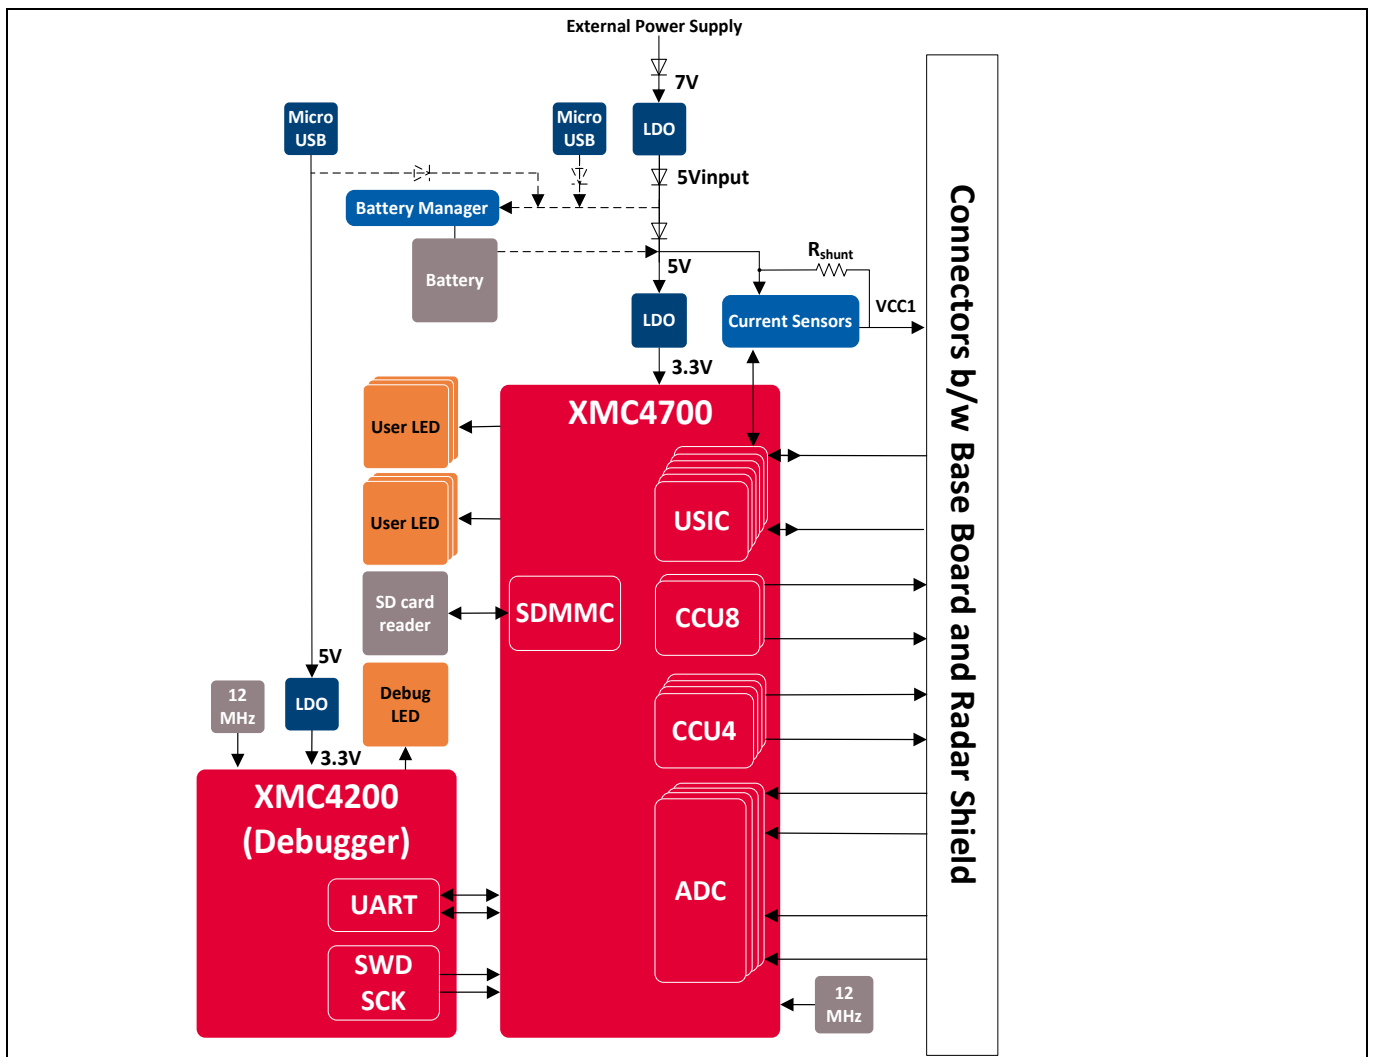 External Power Supply
7V
Micro
USB
Micro
USB
LDO
5Vinput
Battery Manager
Rshunt
5V
Battery
VCC1
LDO
Current Sensors
3.3V
XMC4700
User LED
USIC
User LED
SD card
reader
SDMMC
CCU8
5V
12
MHz
LDO
Debug
LED
CCU4
3.3V
XMC4200
(Debugger)
UART
ADC
SWD
SCK
12
MHz
Connectors b/w Base Board and Radar Shield